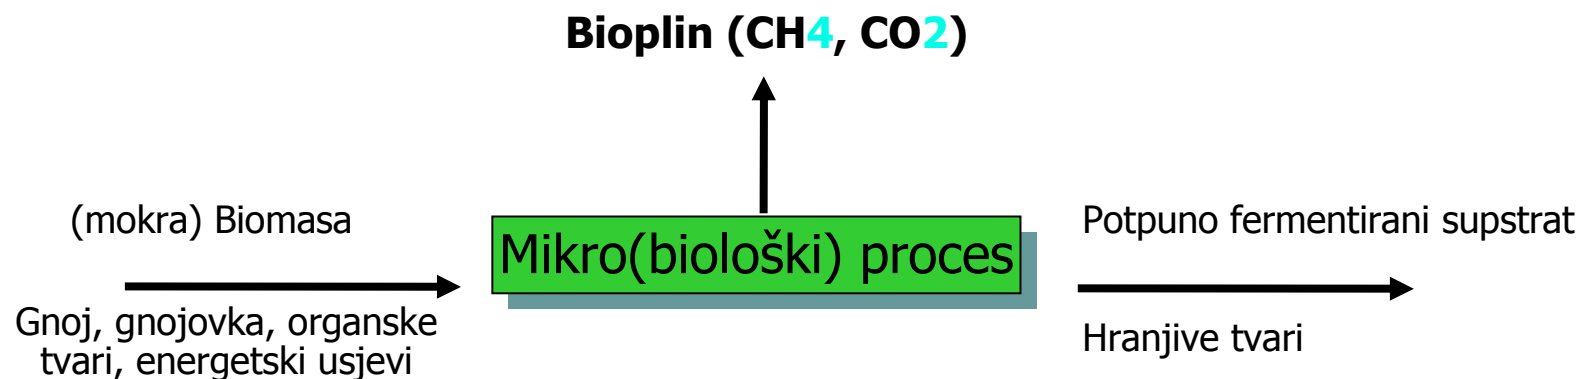 Bioplin (CH4, CO2)
(mokra) Biomasa
Gnoj, gnojovka, organske
tvari, energetski usjevi
Mikro(biološki) proces
Potpuno fermentirani supstrat
Hranjive tvari